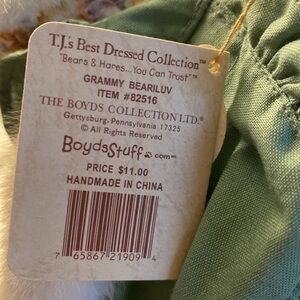 T.J.'s Best Dressed Collection™
"Bears & Hares...You Can Trust"™
GRAMMY BEARILUV
ITEM #82516
THE BOYDS COLLECTION LTD.®
Gettysburg, Pennsylvania 17325
© All Rights Reserved
BoydsStuff.com™
PRICE $11.00
HANDMADE IN CHINA
7 65867 21909 4